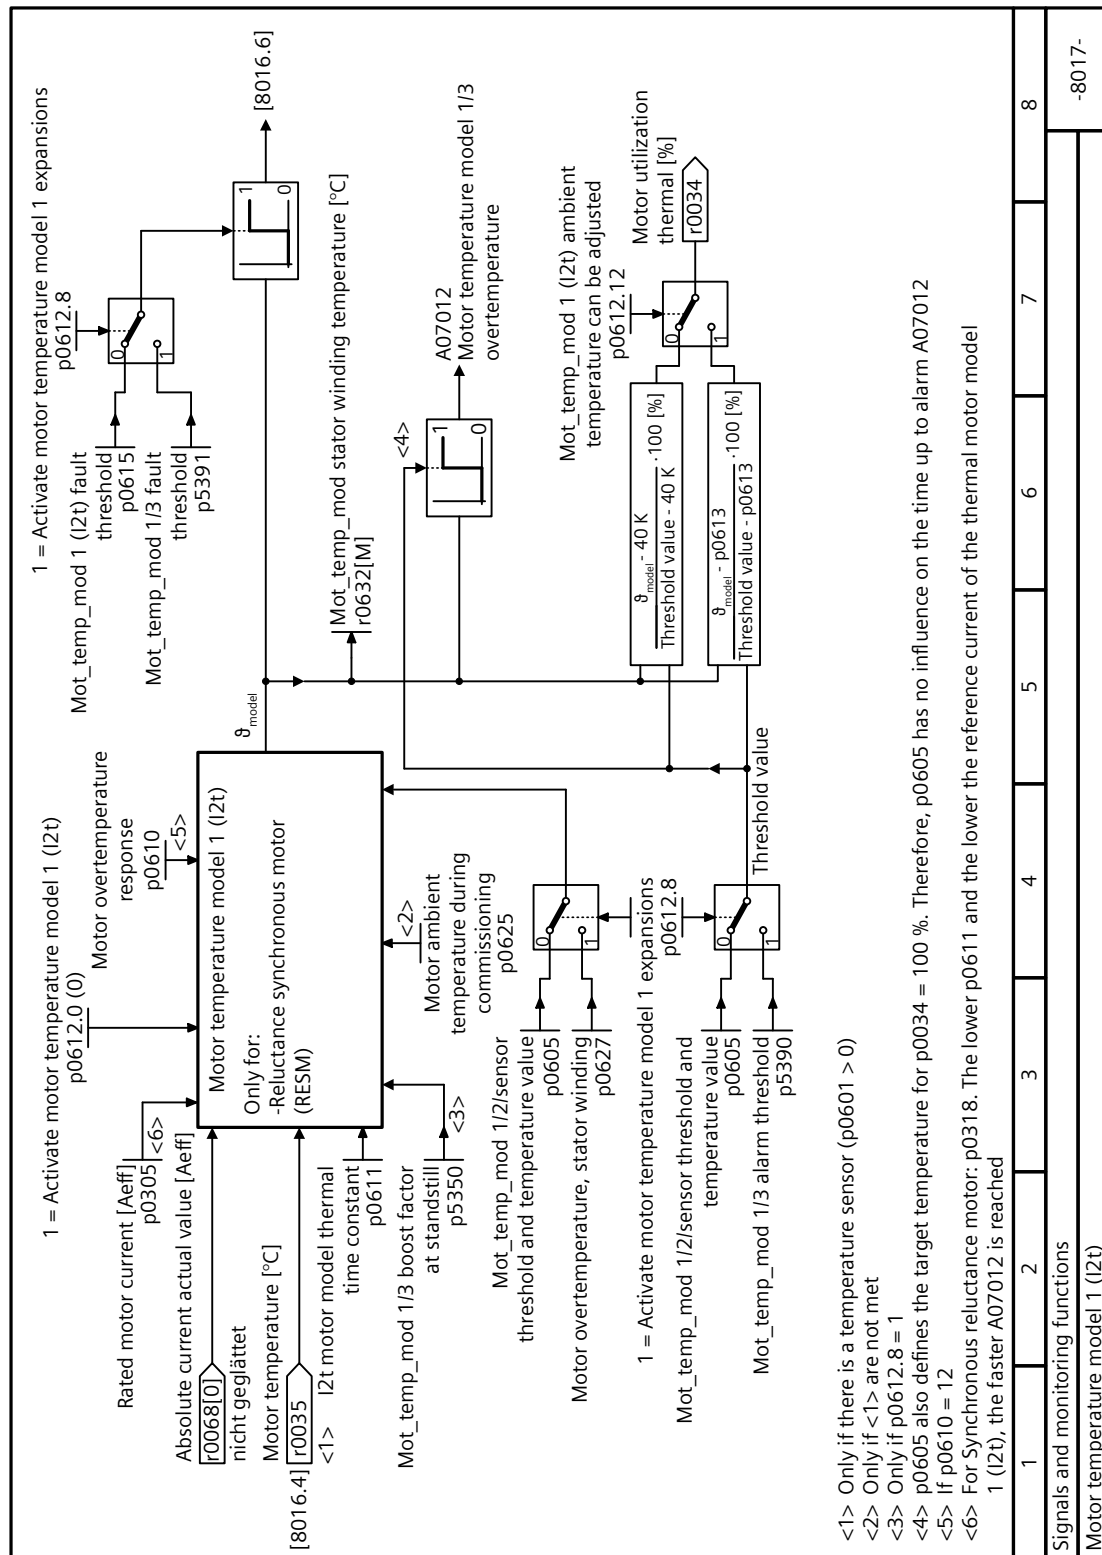 1 = Activate motor temperature model 1 (I2t)
p0612.0 (0)
Rated motor current [Aeff]
p0305
<6>
Absolute current actual value [Aeff]
r0068[0]
nicht geglättet
Motor temperature [°C]
[8016.4]
r0035
<1>
I2t motor model thermal
time constant
p0611
Mot_temp_mod 1/3 boost factor
at standstill
p5350
<3>
Motor overtemperature
response
p0610
<5>
Motor temperature model 1 (I2t)
Only for:
-Reluctance synchronous motor
(RESM)
<2>
Motor ambient
temperature during
commissioning
p0625
Mot_temp_mod 1/2/sensor
threshold and temperature value
p0605
Motor overtemperature, stator winding
p0627
0
1
1 = Activate motor temperature model 1 expansions
p0612.8
Mot_temp_mod 1/2/sensor threshold and
temperature value
p0605
Mot_temp_mod 1/3 alarm threshold
p5390
0
1
Threshold value
1 = Activate motor temperature model 1 expansions
p0612.8
Mot_temp_mod 1 (I2t) fault
threshold
p0615
Mot_temp_mod 1/3 fault
threshold
p5391
0
1
ϑmodel
1
0
[8016.6]
Mot_temp_mod stator winding temperature [°C]
r0632[M]
<4>
1
0
A07012
Motor temperature model 1/3
overtemperature
Mot_temp_mod 1 (I2t) ambient
temperature can be adjusted
p0612.12
ϑmodel - 40 K
Threshold value - 40 K
·100 [%]
ϑmodel - p0613
Threshold value - p0613
·100 [%]
0
1
Motor utilization
thermal [%]
r0034
<1> Only if there is a temperature sensor (p0601 > 0)
<2> Only if <1> are not met
<3> Only if p0612.8 = 1
<4> p0605 also defines the target temperature for p0034 = 100 %. Therefore, p0605 has no influence on the time up to alarm A07012
<5> If p0610 = 12
<6> For Synchronous reluctance motor: p0318. The lower p0611 and the lower the reference current of the thermal motor model
1 (I2t), the faster A07012 is reached
1
2
3
4
5
6
7
8
Signals and monitoring functions
Motor temperature model 1 (I2t)
-8017-